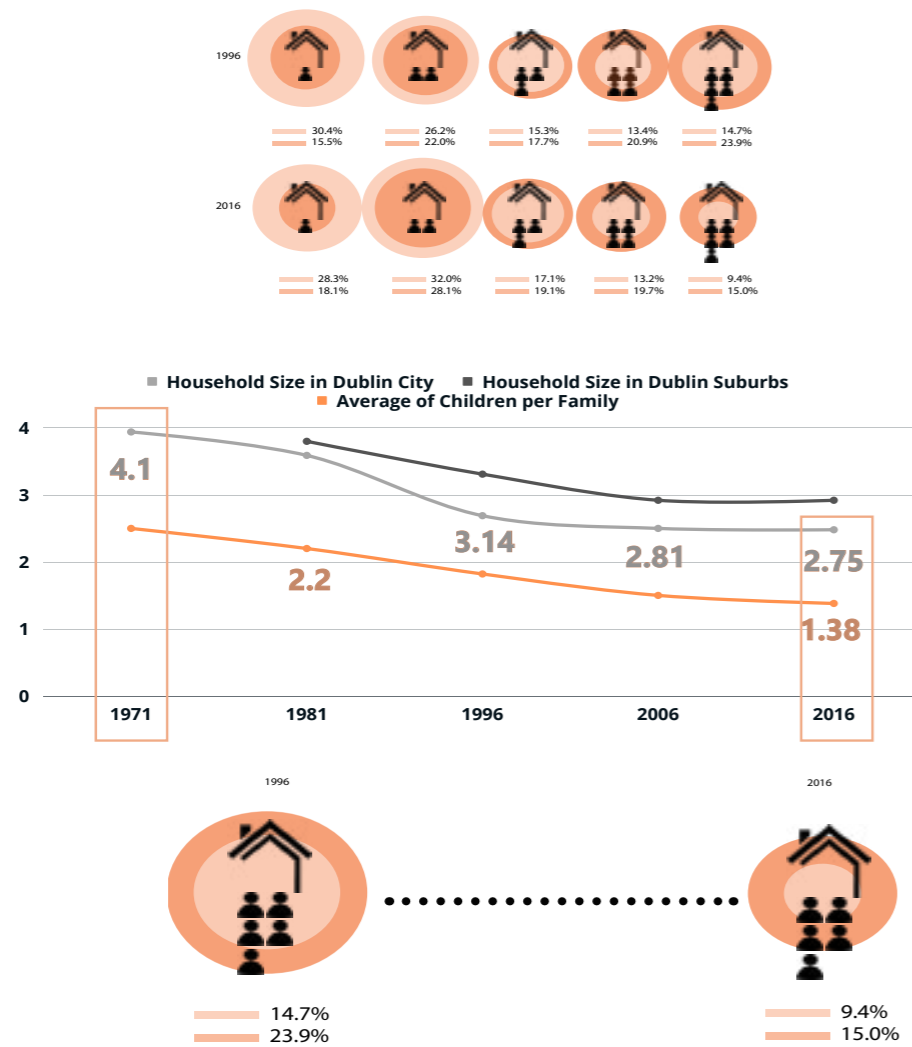 1996
30.4% 26.2% 15.3% 13.4% 14.7%
15.5% 22.0% 17.7% 20.9% 23.9%
2016
28.3% 32.0% 17.1% 13.2% 9.4%
18.1% 28.1% 19.1% 19.7% 15.0%
Household Size in Dublin City Household Size in Dublin Suburbs
Average of Children per Family
4
4.1
3
3.14 2.81 2.75
2
2.2
1.38
1
0
1971 1981 1996 2006 2016
1996 2016
14.7% 9.4%
23.9% 15.0%